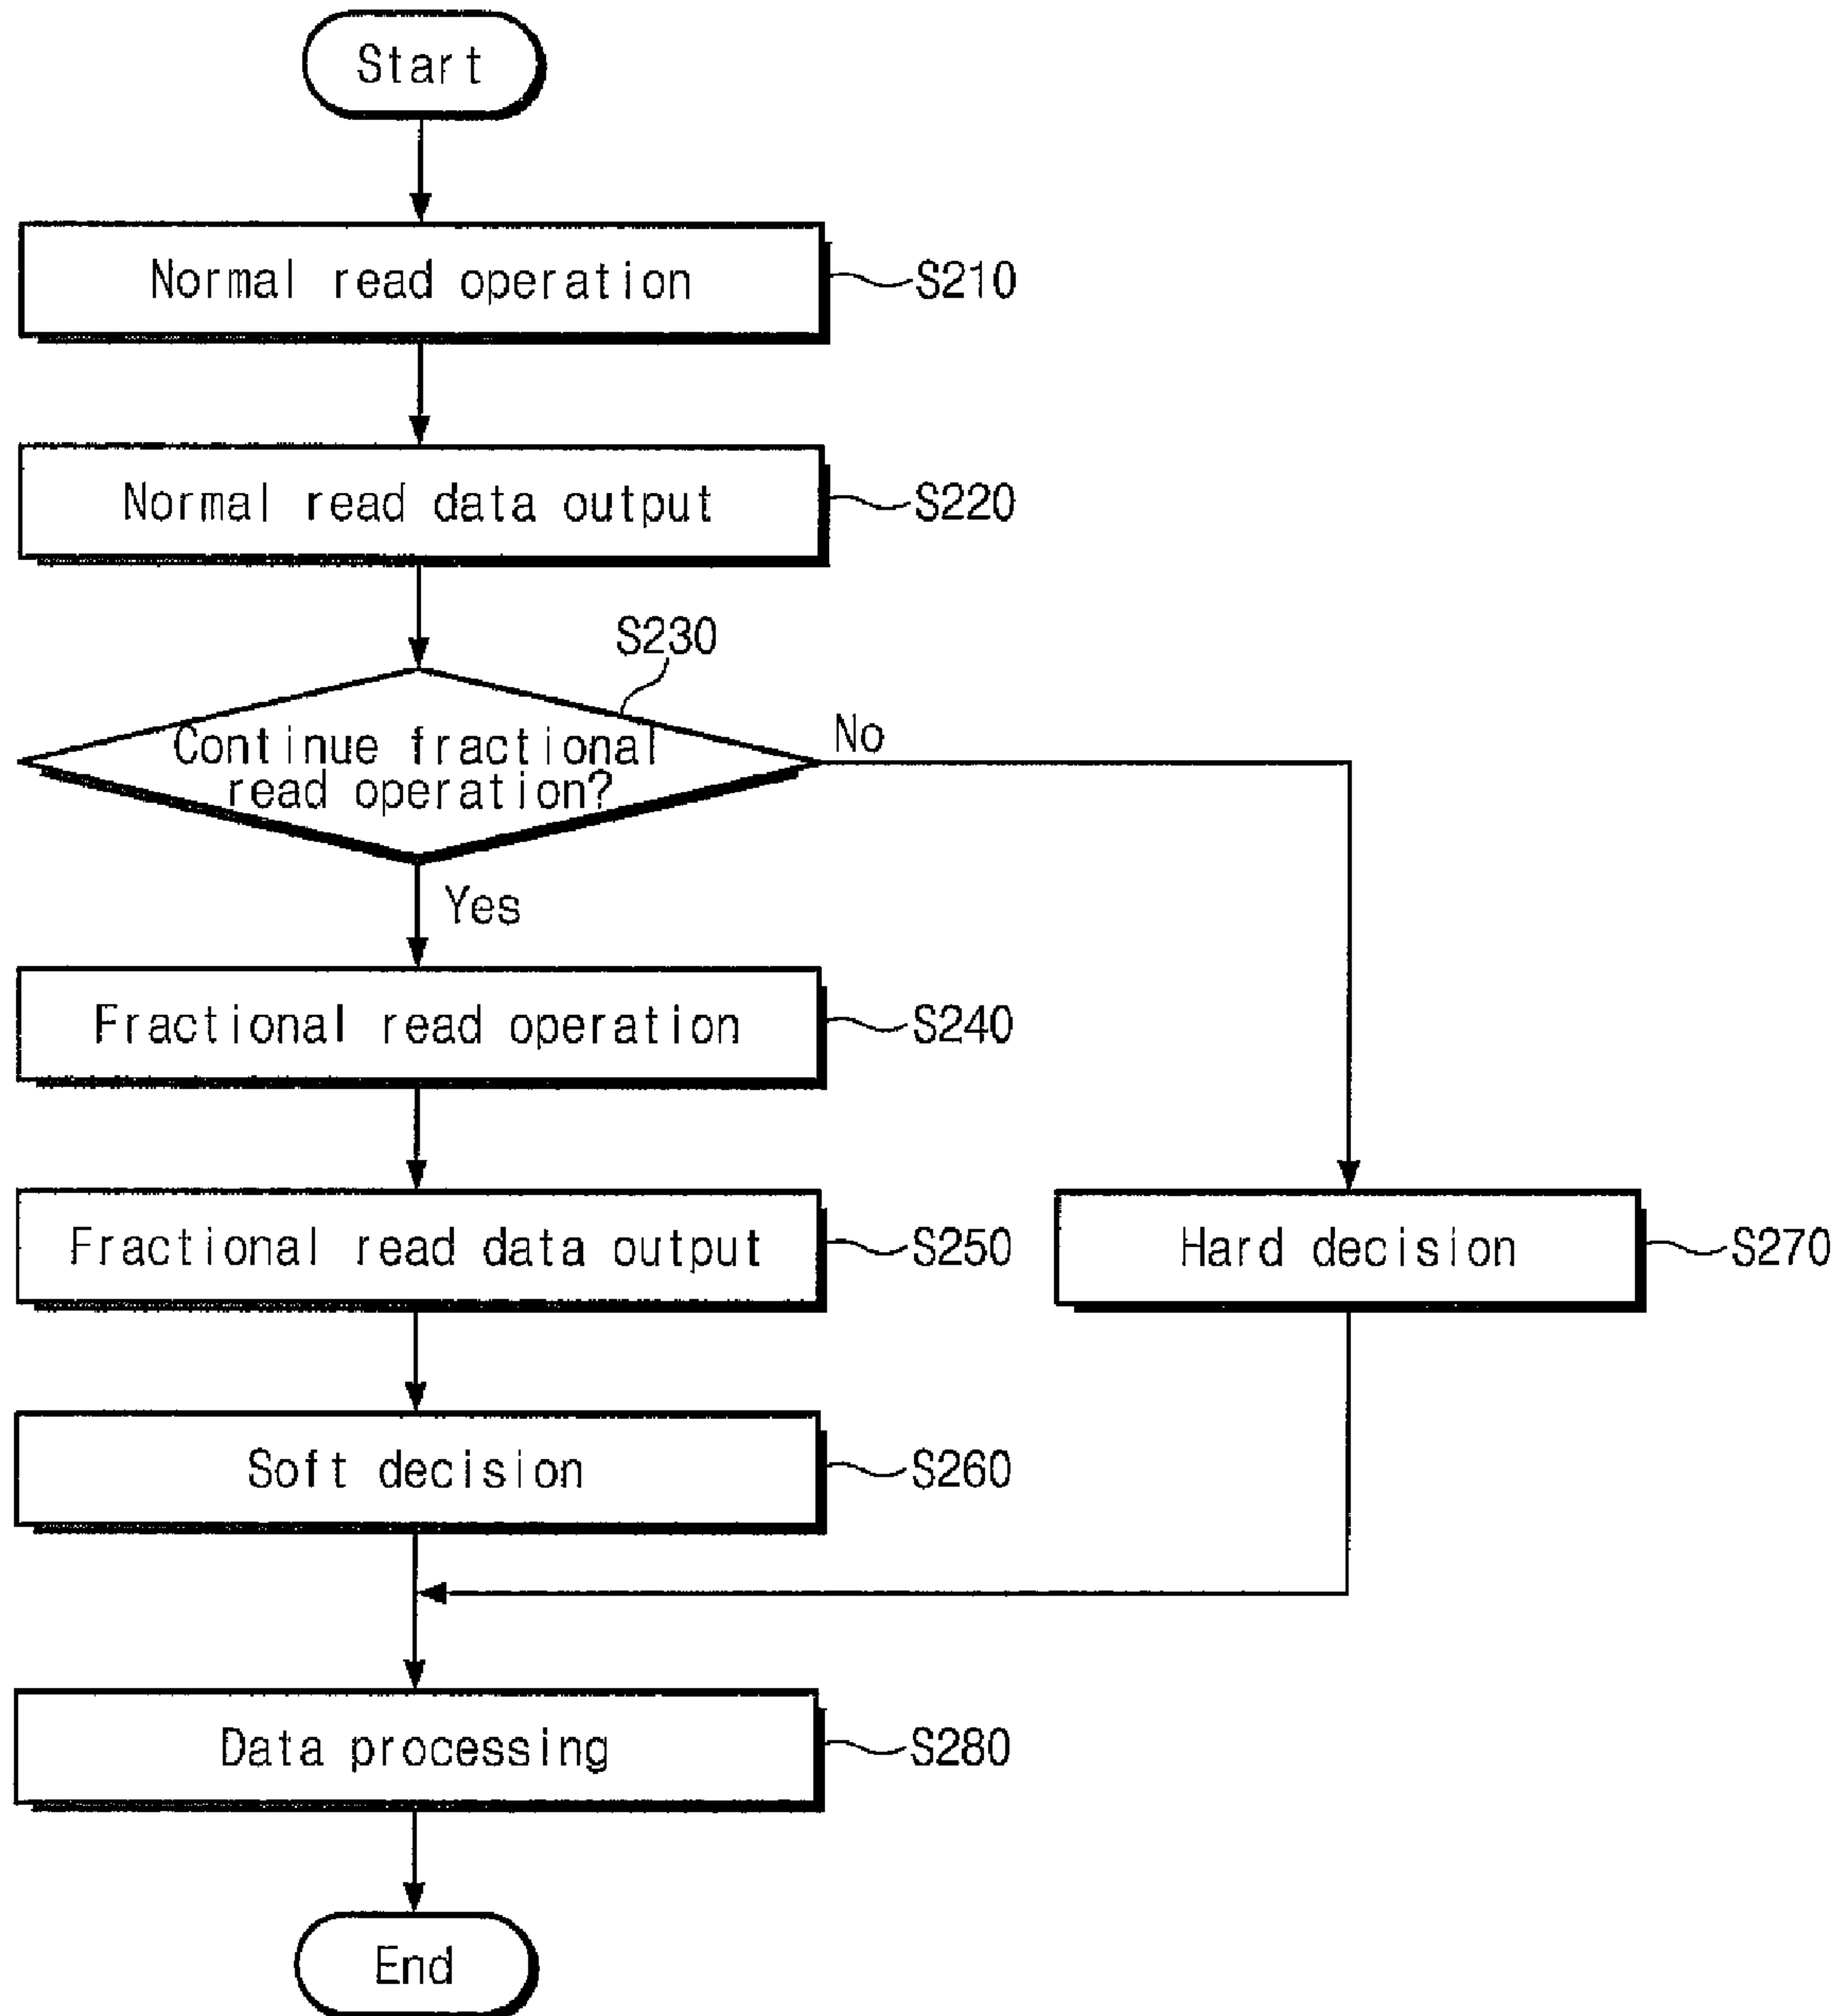 Start
Normal read operation
S210
Normal read data output
S220
S230
Continue fractional
read operation?
No
Yes
Fractional read operation
S240
Fractional read data output
S250
Hard decision
S270
Soft decision
S260
Data processing
S280
End